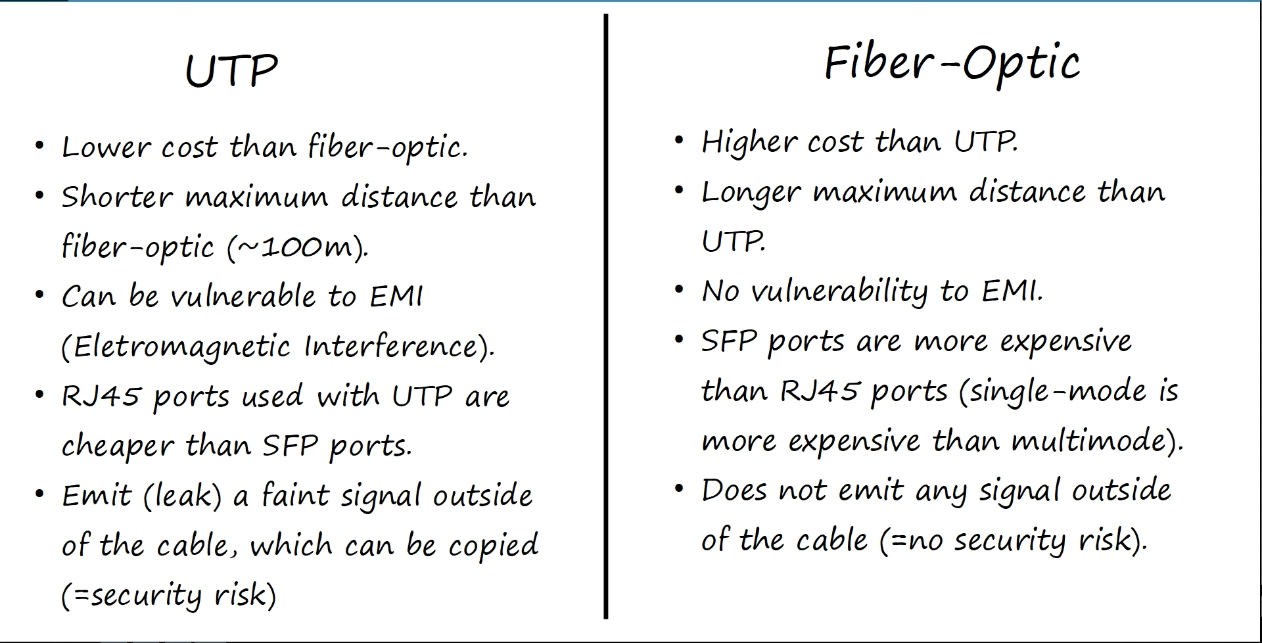 UTP
• Lower cost than fiber-optic.
• Shorter maximum distance than
fiber-optic (~100m).
• Can be vulnerable to EMI
(Eletromagnetic Interference).
• RJ45 ports used with UTP are
cheaper than SFP ports.
• Emit (leak) a faint signal outside
of the cable, which can be copied
(=security risk)
Fiber-Optic
• Higher cost than UTP.
• Longer maximum distance than
UTP.
• No vulnerability to EMI.
• SFP ports are more expensive
than RJ45 ports (single-mode is
more expensive than multimode).
• Does not emit any signal outside
of the cable (=no security risk).